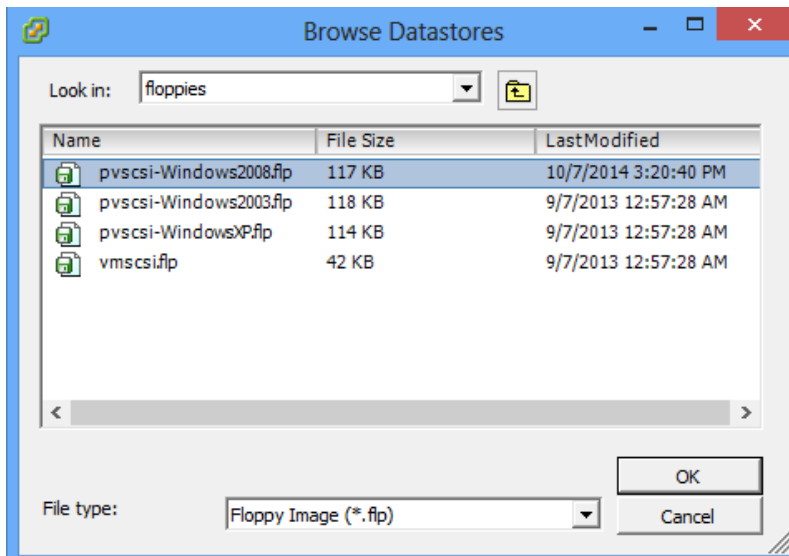 Browse Datastores
Look in: floppies
Name File Size LastModified
pvscsi-Windows2008.flp 117 KB 10/7/2014 3:20:40 PM
pvscsi-Windows2003.flp 118 KB 9/7/2013 12:57:28 AM
pvscsi-WindowsXP.flp 114 KB 9/7/2013 12:57:28 AM
vmscsi.flp 42 KB 9/7/2013 12:57:28 AM
OK
File type: Floppy Image (*.flp)
Cancel